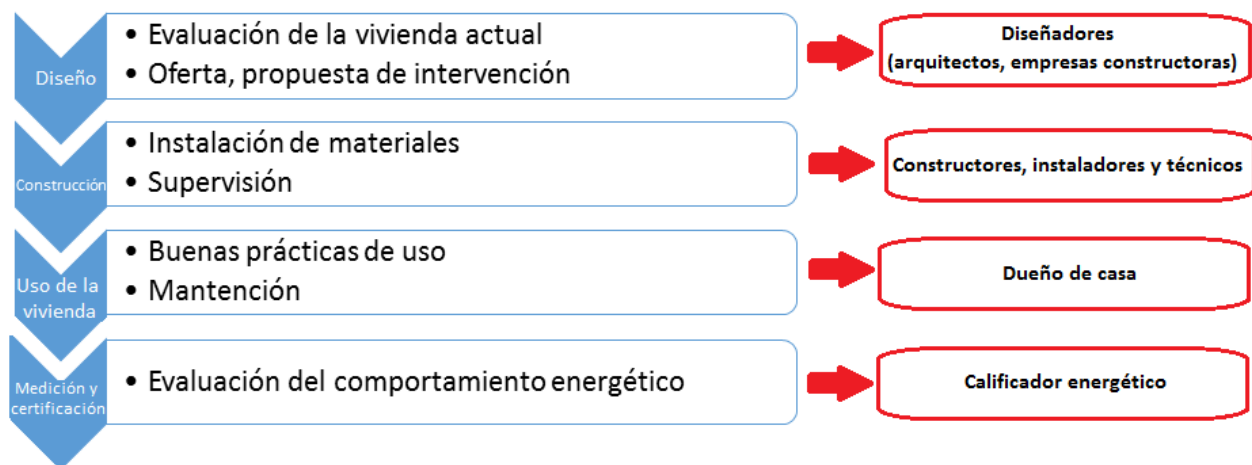 Diseño
• Evaluación de la vivienda actual
• Oferta, propuesta de intervención
Diseñadores
(arquitectos, empresas constructoras)
Construcción
• Instalación de materiales
• Supervisión
Constructores, instaladores y técnicos
Uso de la
vivienda
• Buenas prácticas de uso
• Mantención
Dueño de casa
Medición y
certificación
• Evaluación del comportamiento energético
Calificador energético